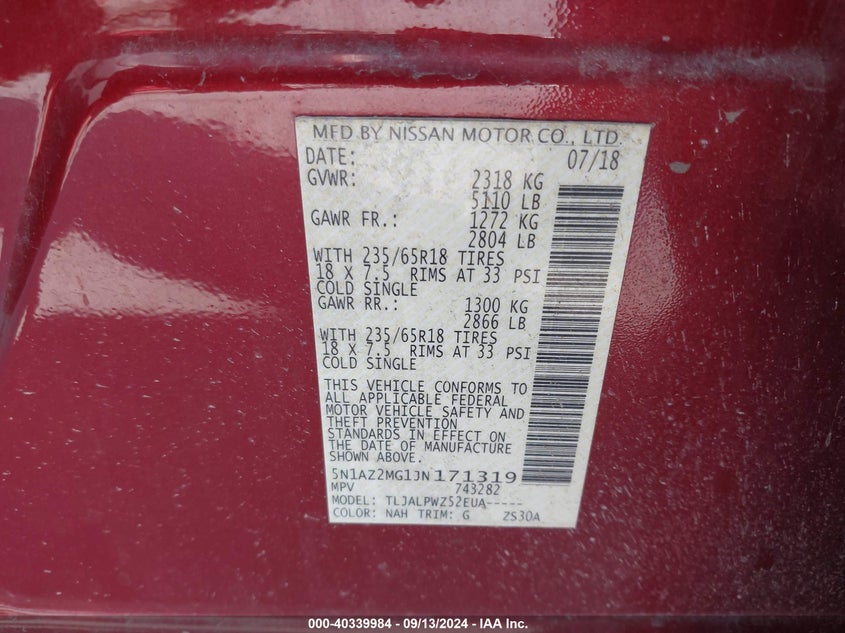 MFD BY NISSAN MOTOR CO., LTD.
DATE: 07/18
GVWR: 2318 KG
5110 LB
GAWR FR.: 1272 KG
2804 LB
WITH 235/65R18 TIRES
18 X 7.5 RIMS AT 33 PSI
COLD SINGLE
GAWR RR.: 1300 KG
2866 LB
WITH 235/65R18 TIRES
18 X 7.5 RIMS AT 33 PSI
COLD SINGLE
THIS VEHICLE CONFORMS TO
ALL APPLICABLE FEDERAL
MOTOR VEHICLE SAFETY AND
THEFT PREVENTION
STANDARDS IN EFFECT ON
THE DATE OF MANUFACTURE
SHOWN ABOVE.
5N1AZ2MG1JN171319
MPV 743282
MODEL: TLJALPWZ52EUA-----
COLOR: NAH TRIM: G ZS30A
000-40339984 - 09/13/2024 - IAA Inc.